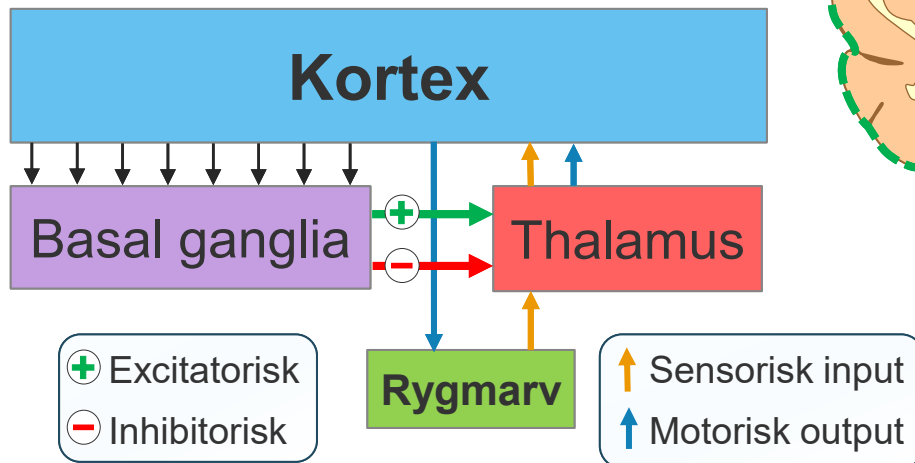 Kortex
Basal ganglia
+
−
Thalamus
Rygmarv
+ Excitatorisk
− Inhibitorisk
Sensorisk input
Motorisk output